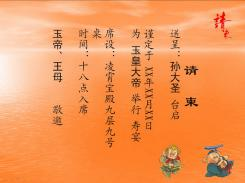 請柬
请 柬
送呈：孙大圣 台启
谨定于 XX年XX月XX日
为 玉皇大帝 举行 寿宴
席设：凌霄宝殿九层九号
桌
时间：十八点入席
玉帝、王母 敬邀